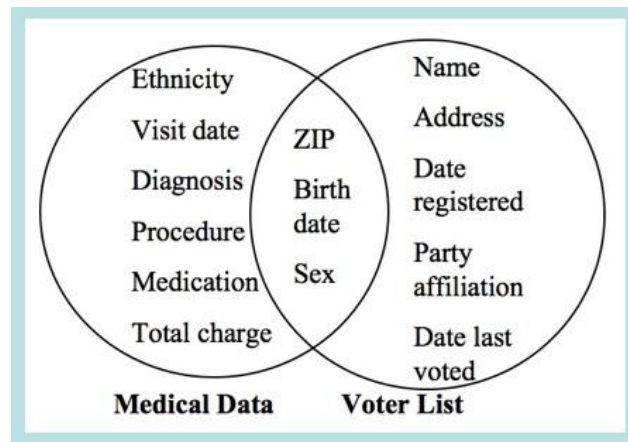 Ethnicity
Visit date
Diagnosis
Procedure
Medication
Total charge
ZIP
Birth
date
Sex
Name
Address
Date
registered
Party
affiliation
Date last
voted
Medical Data
Voter List